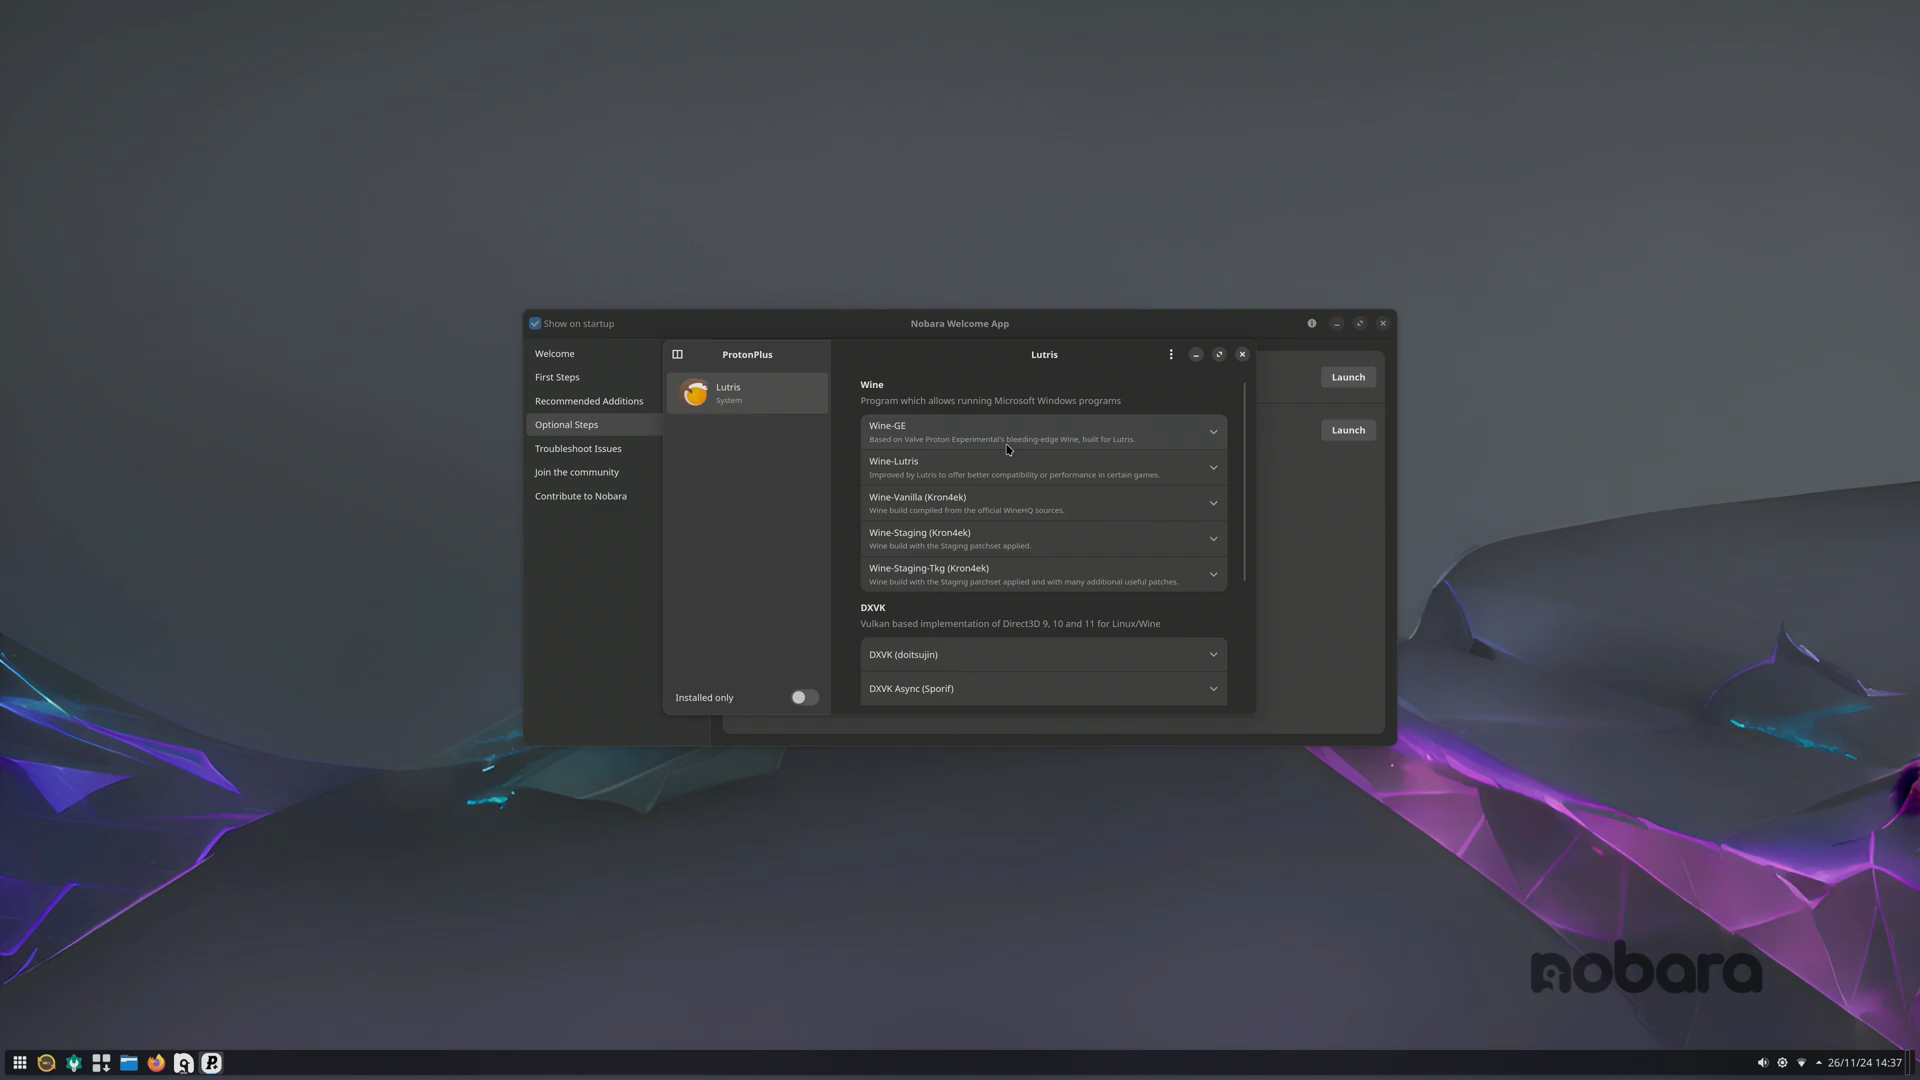 Show on startup
Nobara Welcome App
Welcome
First Steps
Recommended Additions
Optional Steps
Troubleshoot Issues
Join the community
Contribute to Nobara
Launch
Launch
ProtonPlus
Lutris
Lutris
System
Installed only
Wine
Program which allows running Microsoft Windows programs
Wine-GE
Based on Valve Proton Experimental's bleeding-edge Wine, built for Lutris.
Wine-Lutris
Improved by Lutris to offer better compatibility or performance in certain games.
Wine-Vanilla (Kron4ek)
Wine build compiled from the official WineHQ sources.
Wine-Staging (Kron4ek)
Wine build with the Staging patchset applied.
Wine-Staging-Tkg (Kron4ek)
Wine build with the Staging patchset applied and with many additional useful patches.
DXVK
Vulkan based implementation of Direct3D 9, 10 and 11 for Linux/Wine
DXVK (doitsujin)
DXVK Async (Sporif)
nobara
26/11/24 14:37